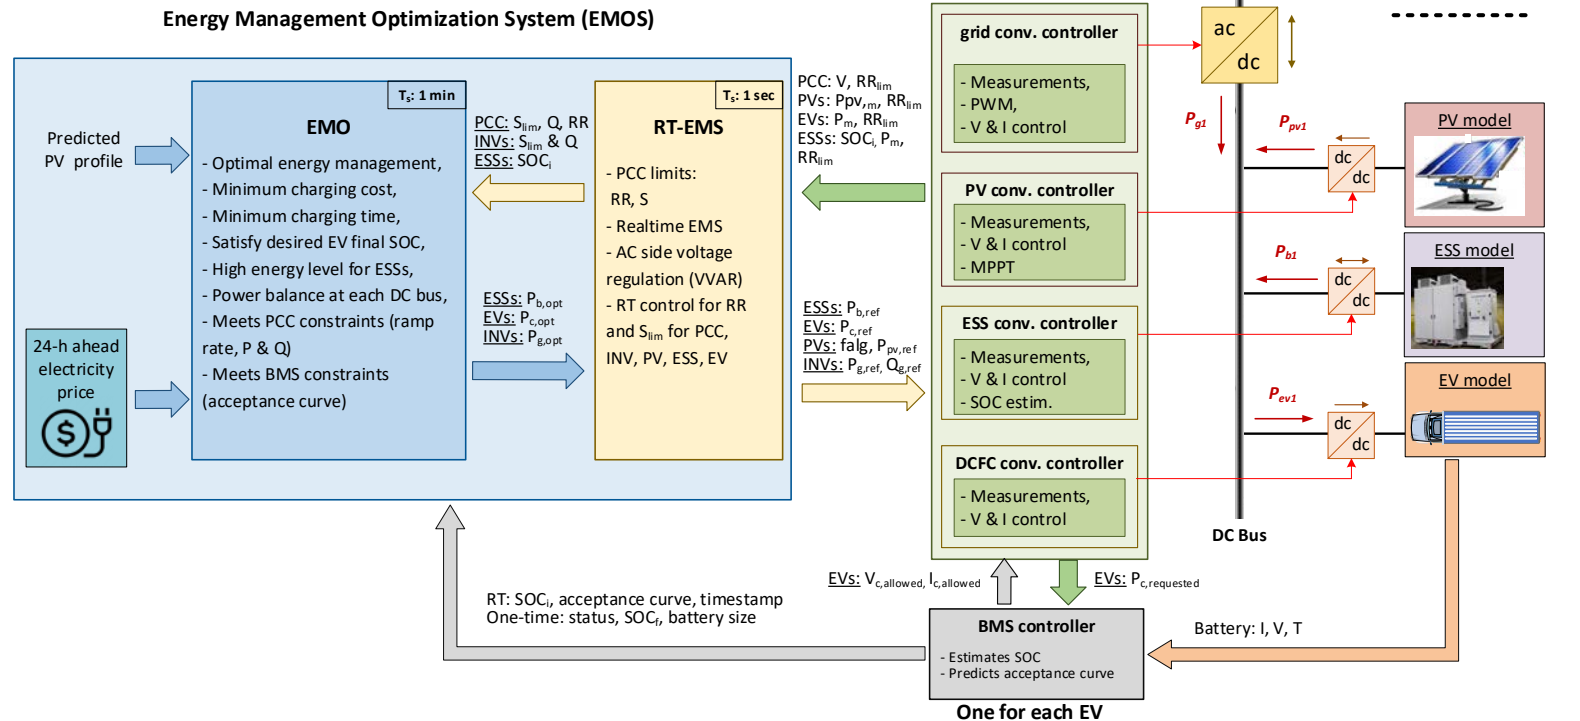 Energy Management Optimization System (EMOS)
Predicted
PV profile
24-h ahead
electricity
price
Ts: 1 min
EMO
- Optimal energy management,
- Minimum charging cost,
- Minimum charging time,
- Satisfy desired EV final SOC,
- High energy level for ESSs,
- Power balance at each DC bus,
- Meets PCC constraints (ramp
rate, P & Q)
- Meets BMS constraints
(acceptance curve)
PCC: Slim, Q, RR
INVs: Slim & Q
ESSs: SOCi
ESSs: Pb,opt
EVs: Pc,opt
INVs: Pg,opt
Ts: 1 sec
RT-EMS
- PCC limits:
RR, S
- Realtime EMS
- AC side voltage
regulation (VVAR)
- RT control for RR
and Slim for PCC,
INV, PV, ESS, EV
PCC: V, RRlim
PVs: Ppv,m, RRlim
EVs: Pm, RRlim
ESSs: SOCi, Pm,
RRlim
ESSs: Pb,ref
EVs: Pc,ref
PVs: falg, Ppv,ref
INVs: Pg,ref, Qg,ref
grid conv. controller
- Measurements,
- PWM,
- V & I control
PV conv. controller
- Measurements,
- V & I control
- MPPT
ESS conv. controller
- Measurements,
- V & I control
- SOC estim.
DCFC conv. controller
- Measurements,
- V & I control
ac
dc
Pg1
Ppv1
dc
dc
PV model
Pb1
dc
dc
ESS model
Pev1
dc
dc
EV model
DC Bus
EVs: Vc,allowed, Ic,allowed
EVs: Pc,requested
RT: SOCi, acceptance curve, timestamp
One-time: status, SOCf, battery size
BMS controller
- Estimates SOC
- Predicts acceptance curve
Battery: I, V, T
One for each EV